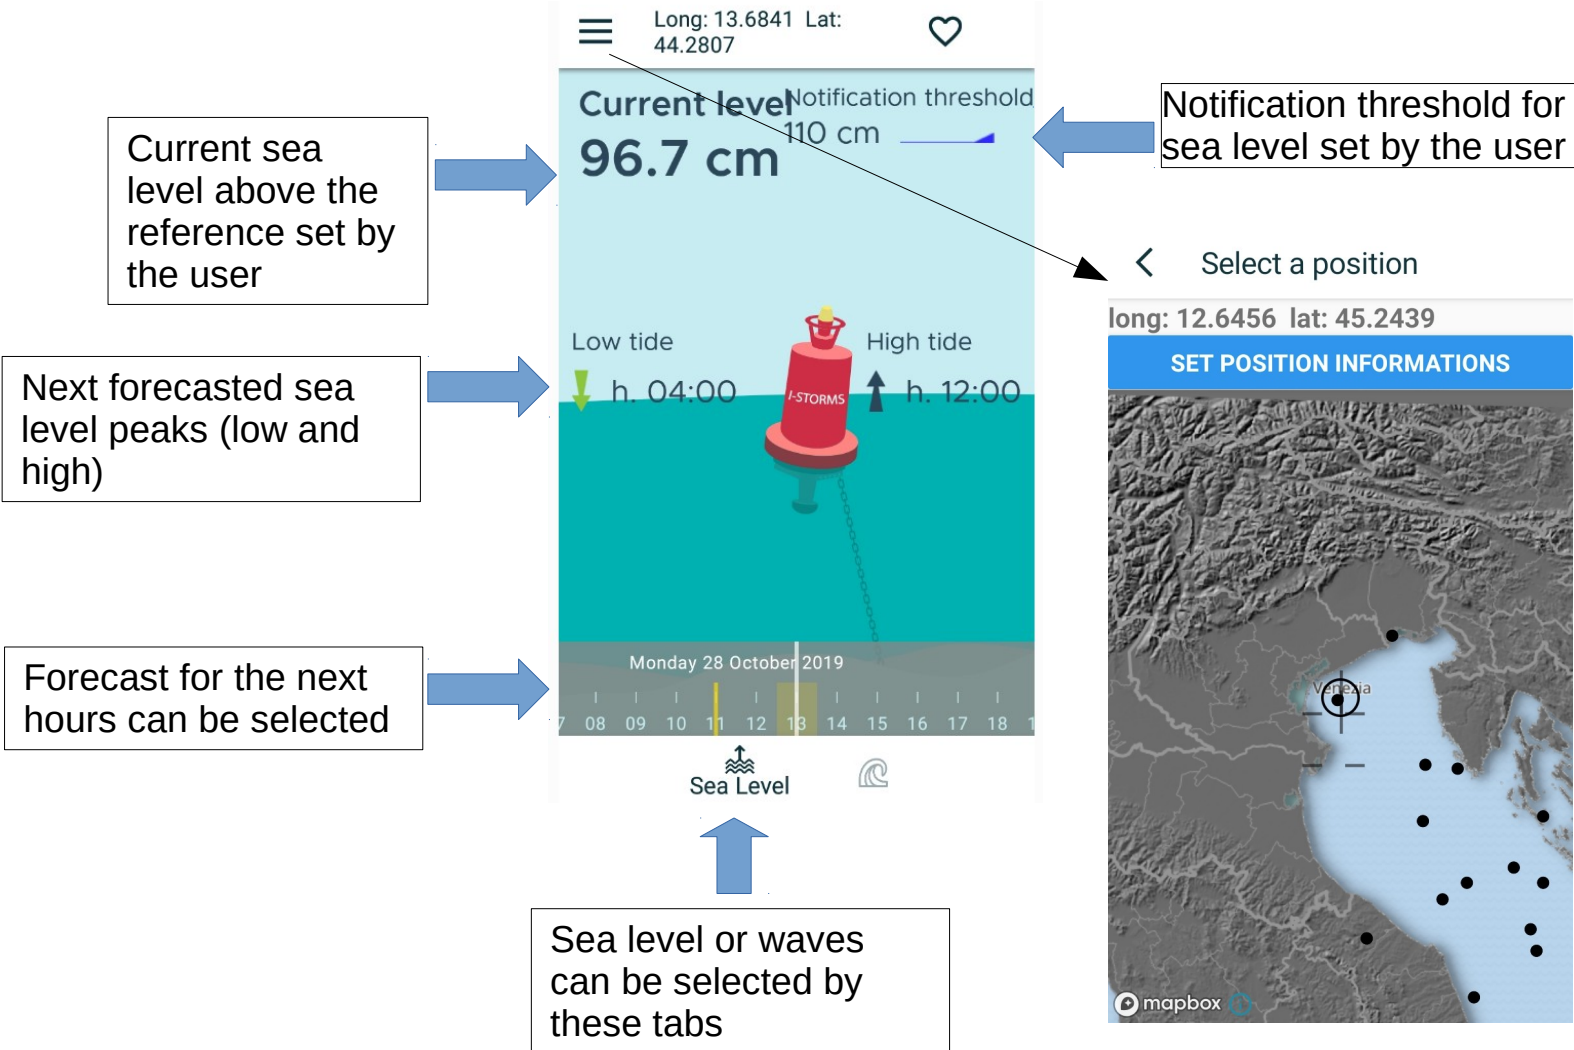 Long: 13.6841 Lat:
44.2807
Current level
96.7 cm
Notification threshold
110 cm
Notification threshold for
sea level set by the user
Current sea
level above the
reference set by
the user
Select a position
long: 12.6456 lat: 45.2439
SET POSITION INFORMATIONS
Low tide
h. 04:00
High tide
h. 12:00
I-STORMS
Next forecasted sea
level peaks (low and
high)
Venezia
Forecast for the next
hours can be selected
Monday 28 October 2019
7 08 09 10 11 12 13 14 15 16 17 18 1
Sea Level
Sea level or waves
can be selected by
these tabs
mapbox